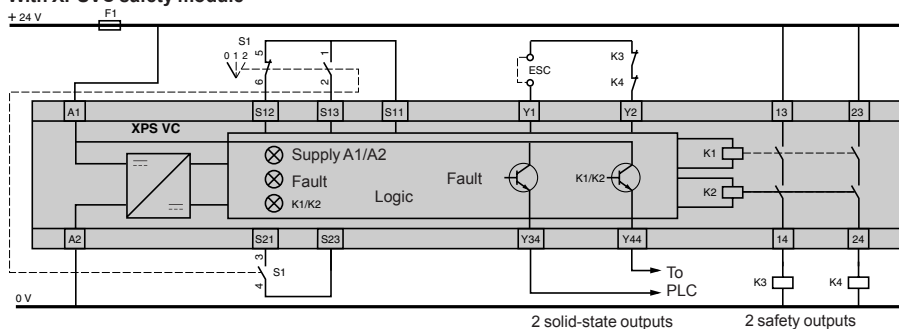 With XPSVC safety module
+ 24 V
F1
S1
0 1 2
5
6
1
2
ESC
K3
K4
A1
S12
S13
S11
Y1
Y2
13
23
XPS VC
Supply A1/A2
Fault
K1/K2
Logic
Fault
K1/K2
K1
K2
A2
S21
S23
Y34
Y44
14
24
3
4
S1
To
PLC
K3
K4
0 V
2 solid-state outputs
2 safety outputs